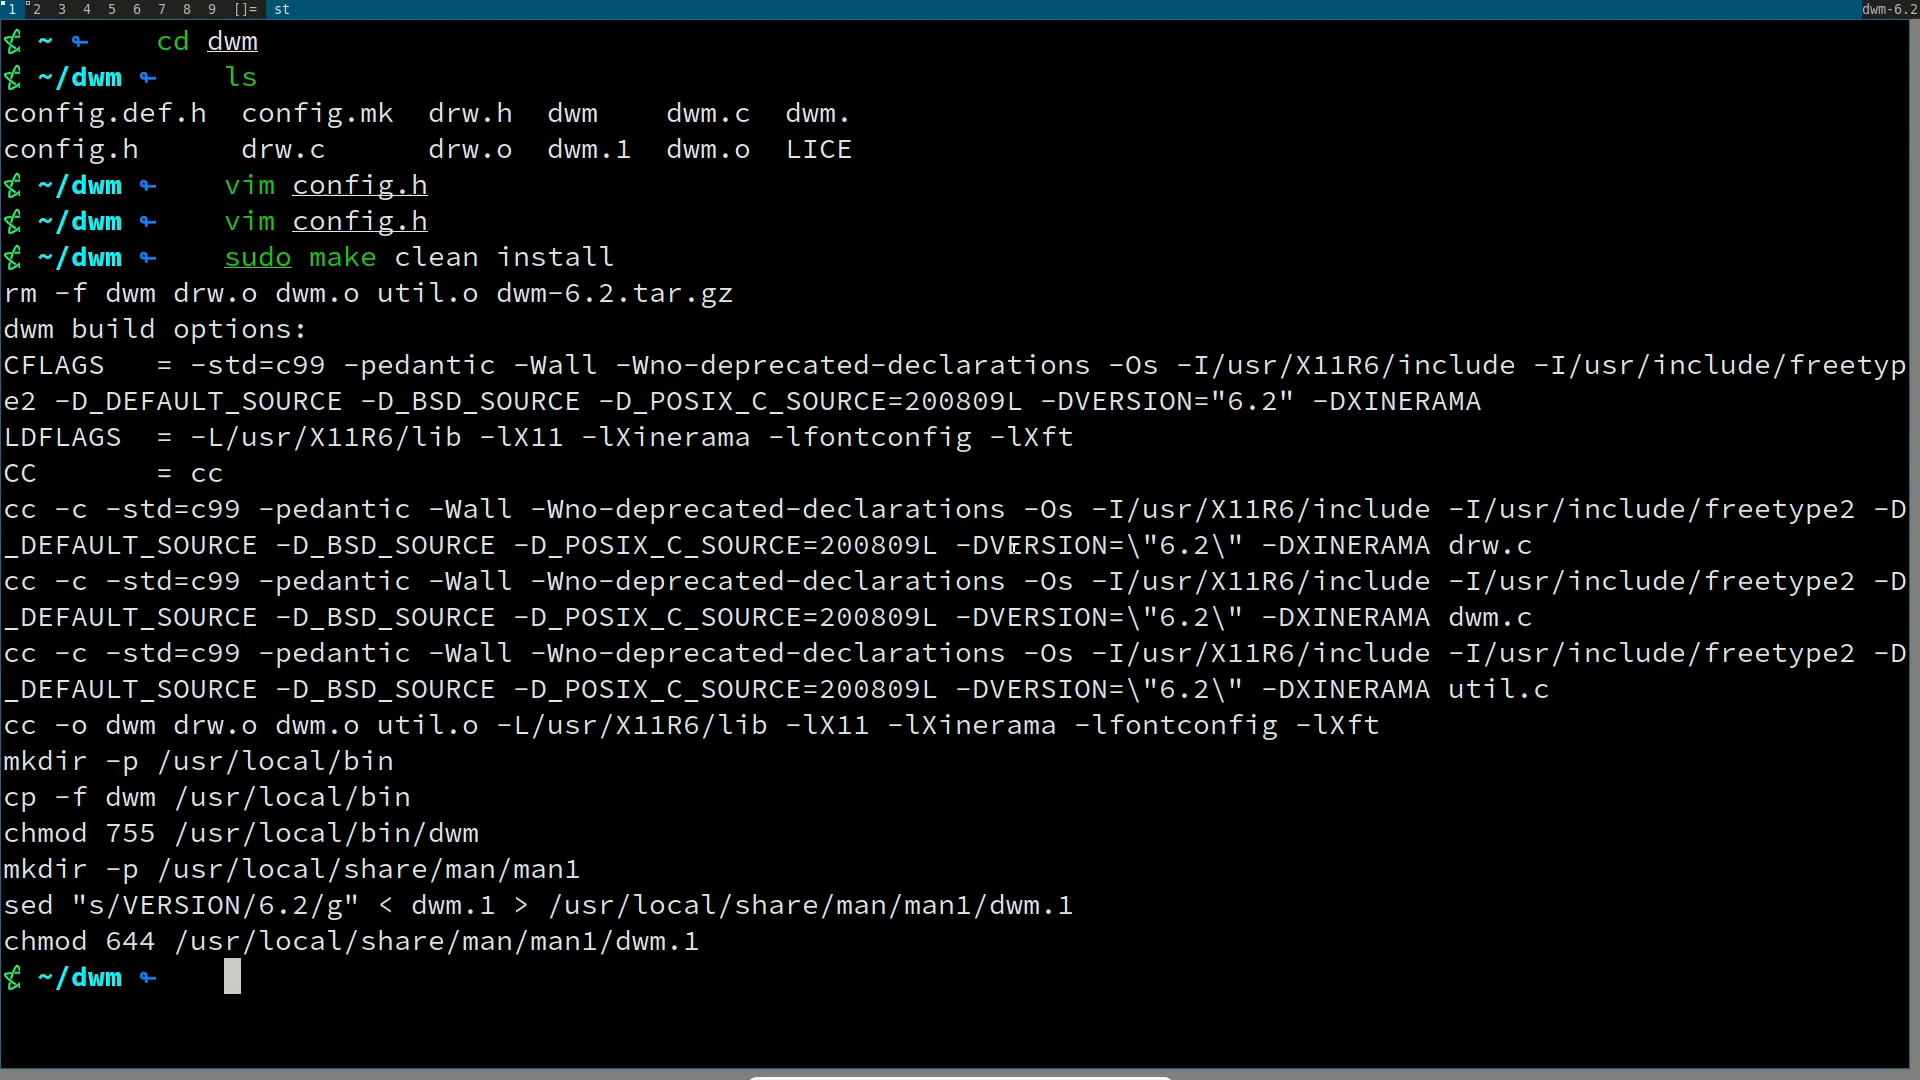 1 2 3 4 5 6 7 8 9 []= st dwm-6.2
~ cd dwm
~/dwm ls
config.def.h config.mk drw.h dwm dwm.c dwm.
config.h drw.c drw.o dwm.1 dwm.o LICE
~/dwm vim config.h
~/dwm vim config.h
~/dwm sudo make clean install
rm -f dwm drw.o dwm.o util.o dwm-6.2.tar.gz
dwm build options:
CFLAGS   = -std=c99 -pedantic -Wall -Wno-deprecated-declarations -Os -I/usr/X11R6/include -I/usr/include/freetyp
e2 -D_DEFAULT_SOURCE -D_BSD_SOURCE -D_POSIX_C_SOURCE=200809L -DVERSION="6.2" -DXINERAMA
LDFLAGS  = -L/usr/X11R6/lib -lX11 -lXinerama -lfontconfig -lXft
CC       = cc
cc -c -std=c99 -pedantic -Wall -Wno-deprecated-declarations -Os -I/usr/X11R6/include -I/usr/include/freetype2 -D
_DEFAULT_SOURCE -D_BSD_SOURCE -D_POSIX_C_SOURCE=200809L -DVERSION=\"6.2\" -DXINERAMA drw.c
cc -c -std=c99 -pedantic -Wall -Wno-deprecated-declarations -Os -I/usr/X11R6/include -I/usr/include/freetype2 -D
_DEFAULT_SOURCE -D_BSD_SOURCE -D_POSIX_C_SOURCE=200809L -DVERSION=\"6.2\" -DXINERAMA dwm.c
cc -c -std=c99 -pedantic -Wall -Wno-deprecated-declarations -Os -I/usr/X11R6/include -I/usr/include/freetype2 -D
_DEFAULT_SOURCE -D_BSD_SOURCE -D_POSIX_C_SOURCE=200809L -DVERSION=\"6.2\" -DXINERAMA util.c
cc -o dwm drw.o dwm.o util.o -L/usr/X11R6/lib -lX11 -lXinerama -lfontconfig -lXft
mkdir -p /usr/local/bin
cp -f dwm /usr/local/bin
chmod 755 /usr/local/bin/dwm
mkdir -p /usr/local/share/man/man1
sed "s/VERSION/6.2/g" < dwm.1 > /usr/local/share/man/man1/dwm.1
chmod 644 /usr/local/share/man/man1/dwm.1
~/dwm